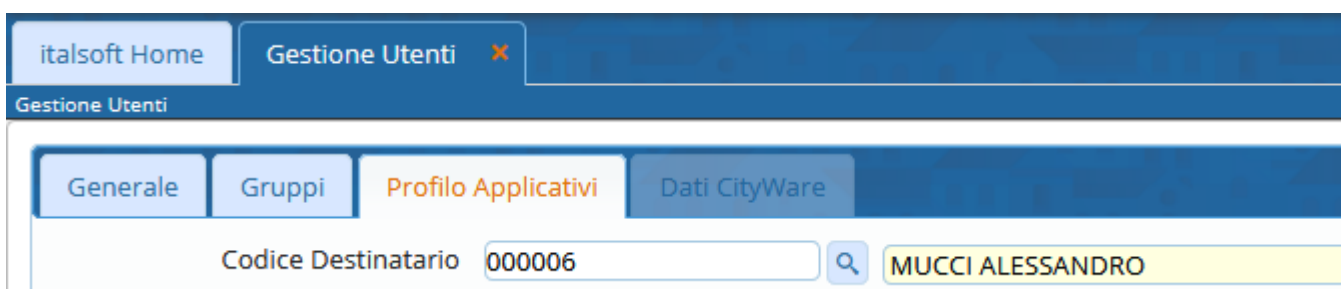 italsoft Home Gestione Utenti ×
Gestione Utenti
Generale Gruppi Profilo Applicativi Dati CityWare
Codice Destinatario 000006 MUCCI ALESSANDRO